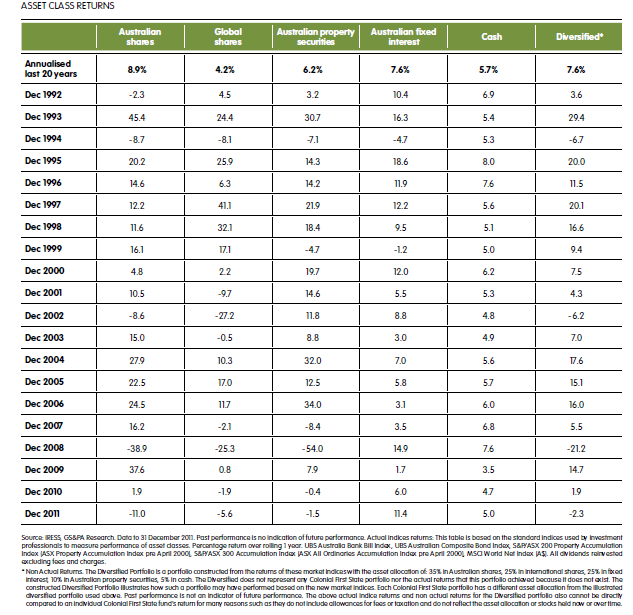 ASSET CLASS RETURNS
Australian shares Global shares Australian property securities Australian fixed interest Cash Diversified*
Annualised last 20 years 8.9% 4.2% 6.2% 7.6% 5.7% 7.6%
Dec 1992 -2.3 4.5 3.2 10.4 6.9 3.6
Dec 1993 45.4 24.4 30.7 16.3 5.4 29.4
Dec 1994 -8.7 -8.1 -7.1 -4.7 5.3 -6.7
Dec 1995 20.2 25.9 14.3 18.6 8.0 20.0
Dec 1996 14.6 6.3 14.2 11.9 7.6 11.5
Dec 1997 12.2 41.1 21.9 12.2 5.6 20.1
Dec 1998 11.6 32.1 18.4 9.5 5.1 16.6
Dec 1999 16.1 17.1 -4.7 -1.2 5.0 9.4
Dec 2000 4.8 2.2 19.7 12.0 6.2 7.5
Dec 2001 10.5 -9.7 14.6 5.5 5.3 4.3
Dec 2002 -8.6 -27.2 11.8 8.8 4.8 -6.2
Dec 2003 15.0 -0.5 8.8 3.0 4.9 7.0
Dec 2004 27.9 10.3 32.0 7.0 5.6 17.6
Dec 2005 22.5 17.0 12.5 5.8 5.7 15.1
Dec 2006 24.5 11.7 34.0 3.1 6.0 16.0
Dec 2007 16.2 -2.1 -8.4 3.5 6.8 5.5
Dec 2008 -38.9 -25.3 -54.0 14.9 7.6 -21.2
Dec 2009 37.6 0.8 7.9 1.7 3.5 14.7
Dec 2010 1.9 -1.9 -0.4 6.0 4.7 1.9
Dec 2011 -11.0 -5.6 -1.5 11.4 5.0 -2.3
Source: IRESS, GS&PA Research. Data to 31 December 2011. Past performance is no indication of future performance. Actual Indices returns: This table is based on the standard indices used by investment
professionals to measure performance of asset classes. Percentage return over rolling 1 year. UBS Australia Bank Bill Index, UBS Australian Composite Bond Index, S&P/ASX 200 Property Accumulation
Index (ASX Property Accumulation Index pre April 2000), S&P/ASX 300 Accumulation Index (ASX All Ordinaries Accumulation Index pre April 2000), MSCI World Net Index (A$). All dividends reinvested
excluding fees and charges.
* Non Actual Returns. The Diversified Portfolio is a portfolio constructed from the returns of these market indices with the asset allocation of: 35% in Australian shares, 25% in international shares, 25% in fixed
interest, 10% in Australian property securities, 5% in cash. The Diversified does not represent any Colonial First State portfolio nor the actual returns that this portfolio achieved because it does not exist. The
constructed Diversified Portfolio illustrates how such a portfolio may have performed based on the new market indices. Each Colonial First State portfolio has a different asset allocation from the illustrated
diversified portfolio used above. Past performance is not an indicator of future performance. The above actual indice returns and non actual returns for the Diversified portfolio also cannot be directly
compared to an individual Colonial First State fund's return for many reasons such as they do not include allowances for fees or taxation and do not reflect the asset allocation or stocks held now or over time.